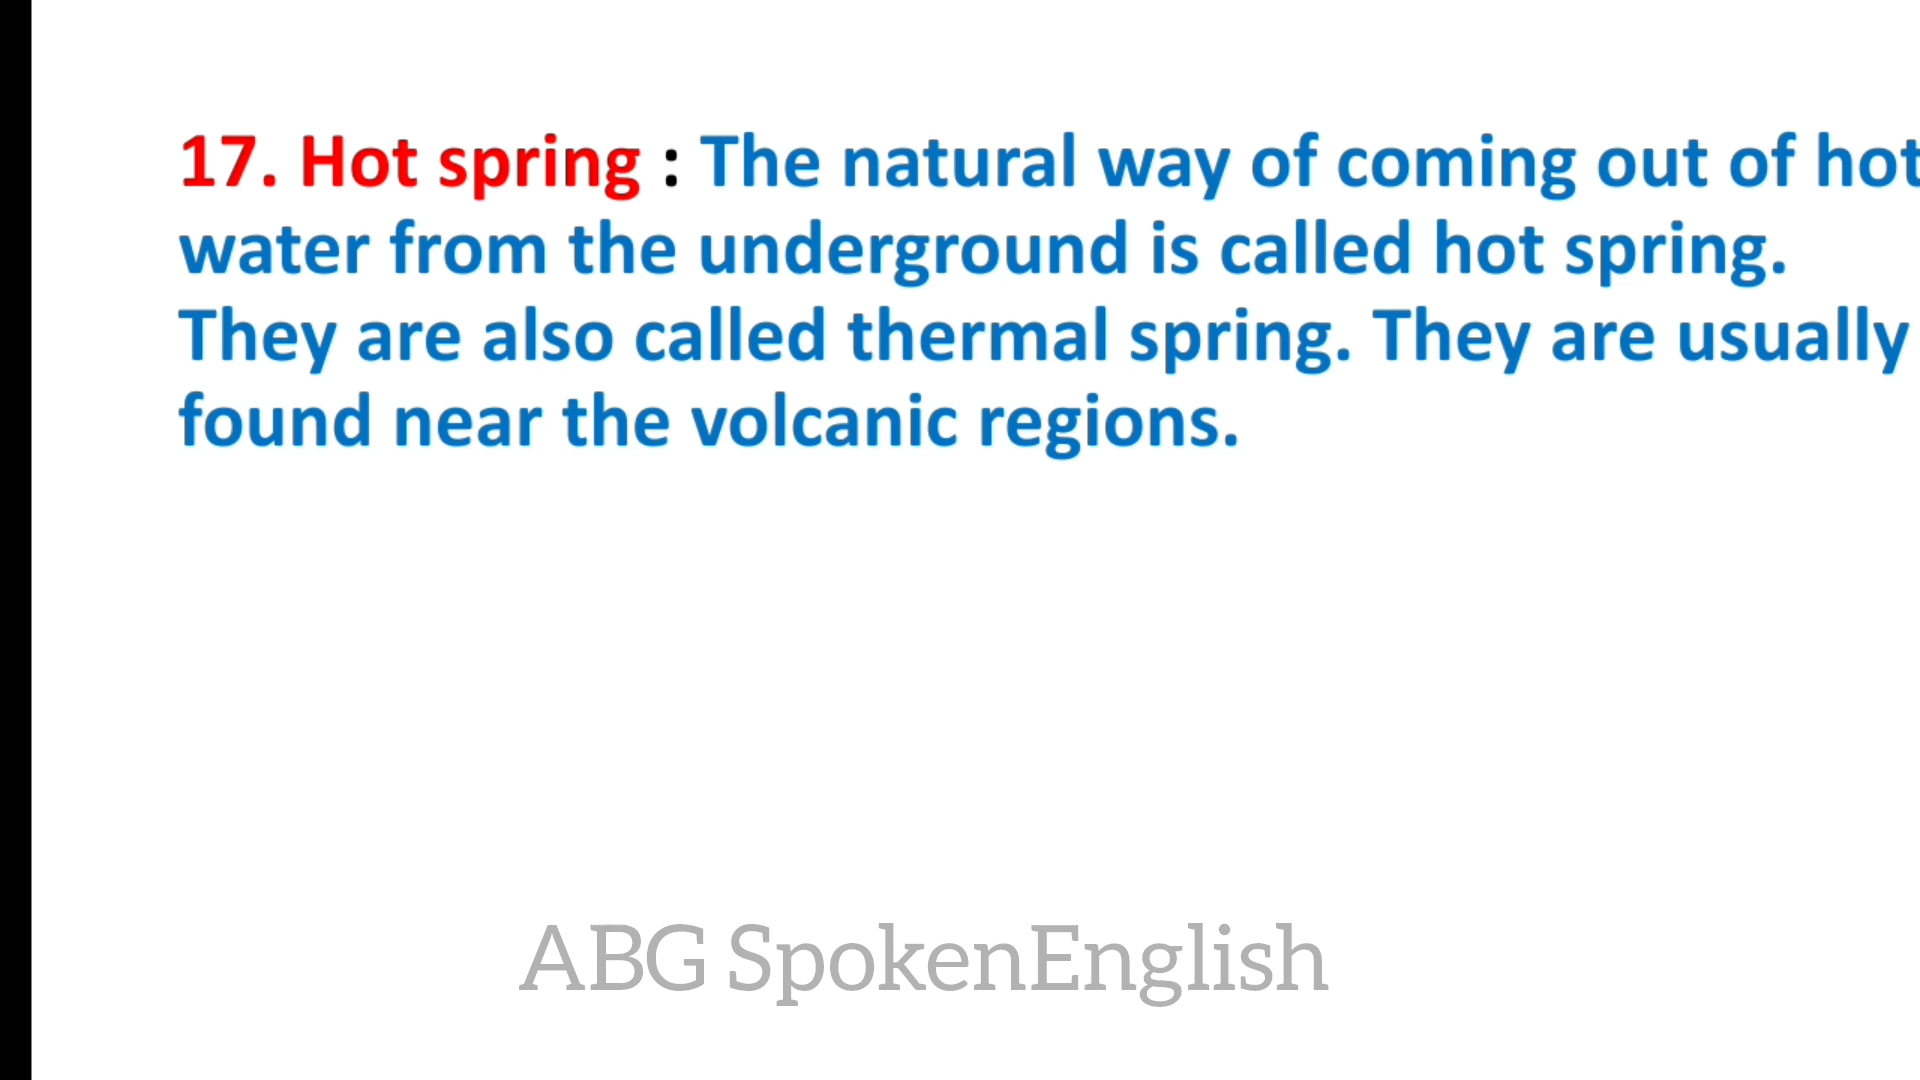 17. Hot spring : The natural way of coming out of hot
water from the underground is called hot spring.
They are also called thermal spring. They are usually
found near the volcanic regions.
ABG SpokenEnglish